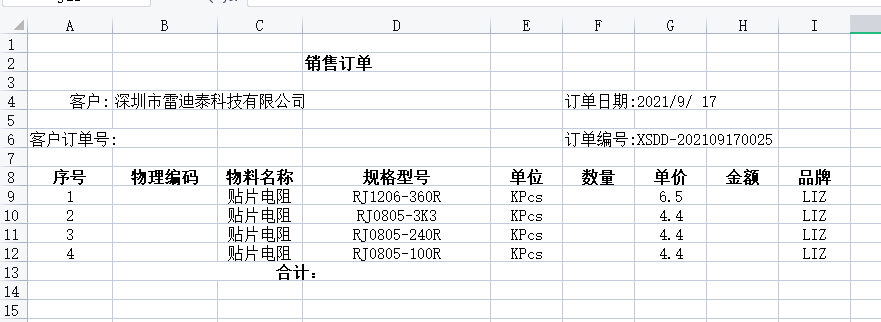 A B C D E F G H I
1
2 销售订单
3
4 客户: 深圳市雷迪泰科技有限公司 订单日期:2021/9/ 17
5
6 客户订单号: 订单编号:XSDD-202109170025
7
8 序号 物理编码 物料名称 规格型号 单位 数量 单价 金额 品牌
9 1 贴片电阻 RJ1206-360R KPcs 6.5 LIZ
10 2 贴片电阻 RJ0805-3K3 KPcs 4.4 LIZ
11 3 贴片电阻 RJ0805-240R KPcs 4.4 LIZ
12 4 贴片电阻 RJ0805-100R KPcs 4.4 LIZ
13 合计:
14
15